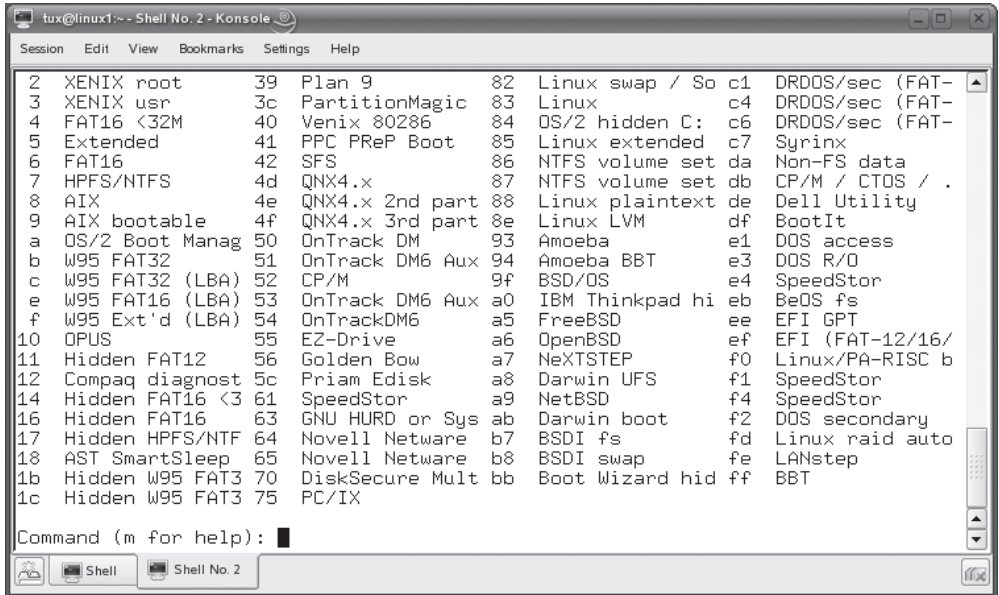 tux@linux1:~ - Shell No. 2 - Konsole
Session Edit View Bookmarks Settings Help
2 XENIX root 39 Plan 9 82 Linux swap / So c1 DRDOS/sec (FAT-
3 XENIX usr 3c PartitionMagic 83 Linux c4 DRDOS/sec (FAT-
4 FAT16 <32M 40 Venix 80286 84 OS/2 hidden C: c6 DRDOS/sec (FAT-
5 Extended 41 PPC PReP Boot 85 Linux extended c7 Syrinx
6 FAT16 42 SFS 86 NTFS volume set da Non-FS data
7 HPFS/NTFS 4d QNX4.x 87 NTFS volume set db CP/M / CTOS / .
8 AIX 4e QNX4.x 2nd part 88 Linux plaintext de Dell Utility
9 AIX bootable 4f QNX4.x 3rd part 8e Linux LVM df BootIt
a OS/2 Boot Manag 50 OnTrack DM 93 Amoeba e1 DOS access
b W95 FAT32 51 OnTrack DM6 Aux 94 Amoeba BBT e3 DOS R/O
c W95 FAT32 (LBA) 52 CP/M 9f BSD/OS e4 SpeedStor
e W95 FAT16 (LBA) 53 OnTrack DM6 Aux a0 IBM Thinkpad hi eb BeOS fs
f W95 Ext'd (LBA) 54 OnTrackDM6 a5 FreeBSD ee EFI GPT
10 OPUS 55 EZ-Drive a6 OpenBSD ef EFI (FAT-12/16/
11 Hidden FAT12 56 Golden Bow a7 NeXTSTEP f0 Linux/PA-RISC b
12 Compaq diagnost 5c Priam Edisk a8 Darwin UFS f1 SpeedStor
14 Hidden FAT16 <3 61 SpeedStor a9 NetBSD f4 SpeedStor
16 Hidden FAT16 63 GNU HURD or Sys ab Darwin boot f2 DOS secondary
17 Hidden HPFS/NTF 64 Novell Netware b7 BSDI fs fd Linux raid auto
18 AST SmartSleep 65 Novell Netware b8 BSDI swap fe LANstep
1b Hidden W95 FAT3 70 DiskSecure Mult bb Boot Wizard hid ff BBT
1c Hidden W95 FAT3 75 PC/IX
Command (m for help):
Shell Shell No. 2